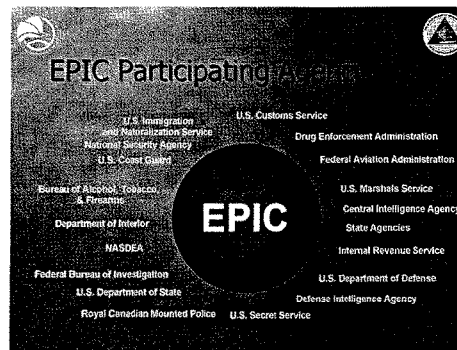 EPIC Participating Agencies
U.S. Customs Service
U.S. Immigration
and Naturalization Service
Drug Enforcement Administration
National Security Agency
U.S. Coast Guard
Federal Aviation Administration
Bureau of Alcohol, Tobacco,
& Firearms
U.S. Marshals Service
Central Intelligence Agency
Department of Interior
EPIC
State Agencies
NASDEA
Internal Revenue Service
Federal Bureau of Investigation
U.S. Department of Defense
U.S. Department of State
Defense Intelligence Agency
Royal Canadian Mounted Police
U.S. Secret Service